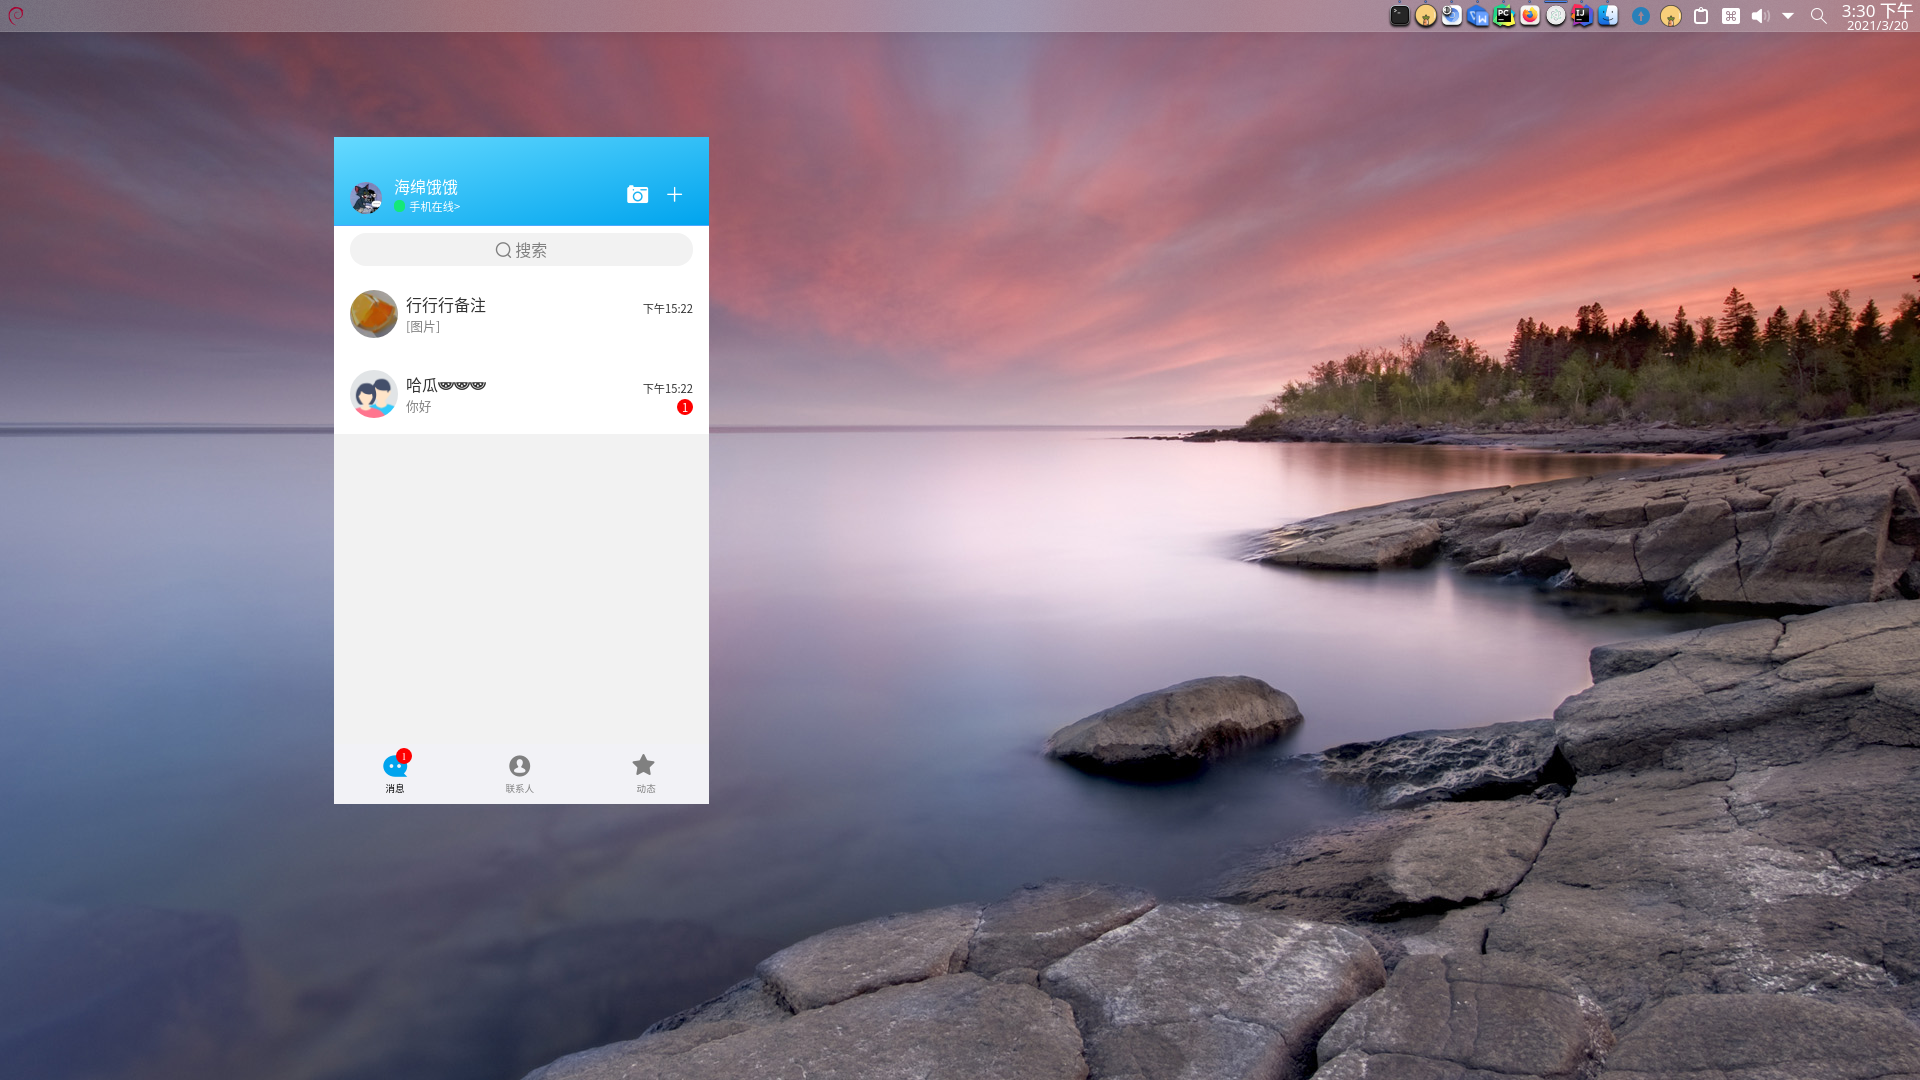 3:30 下午
2021/3/20
海绵饿饿
手机在线>
搜索
行行行备注
下午15:22
[图片]
哈瓜
下午15:22
你好
1
1
消息
联系人
动态